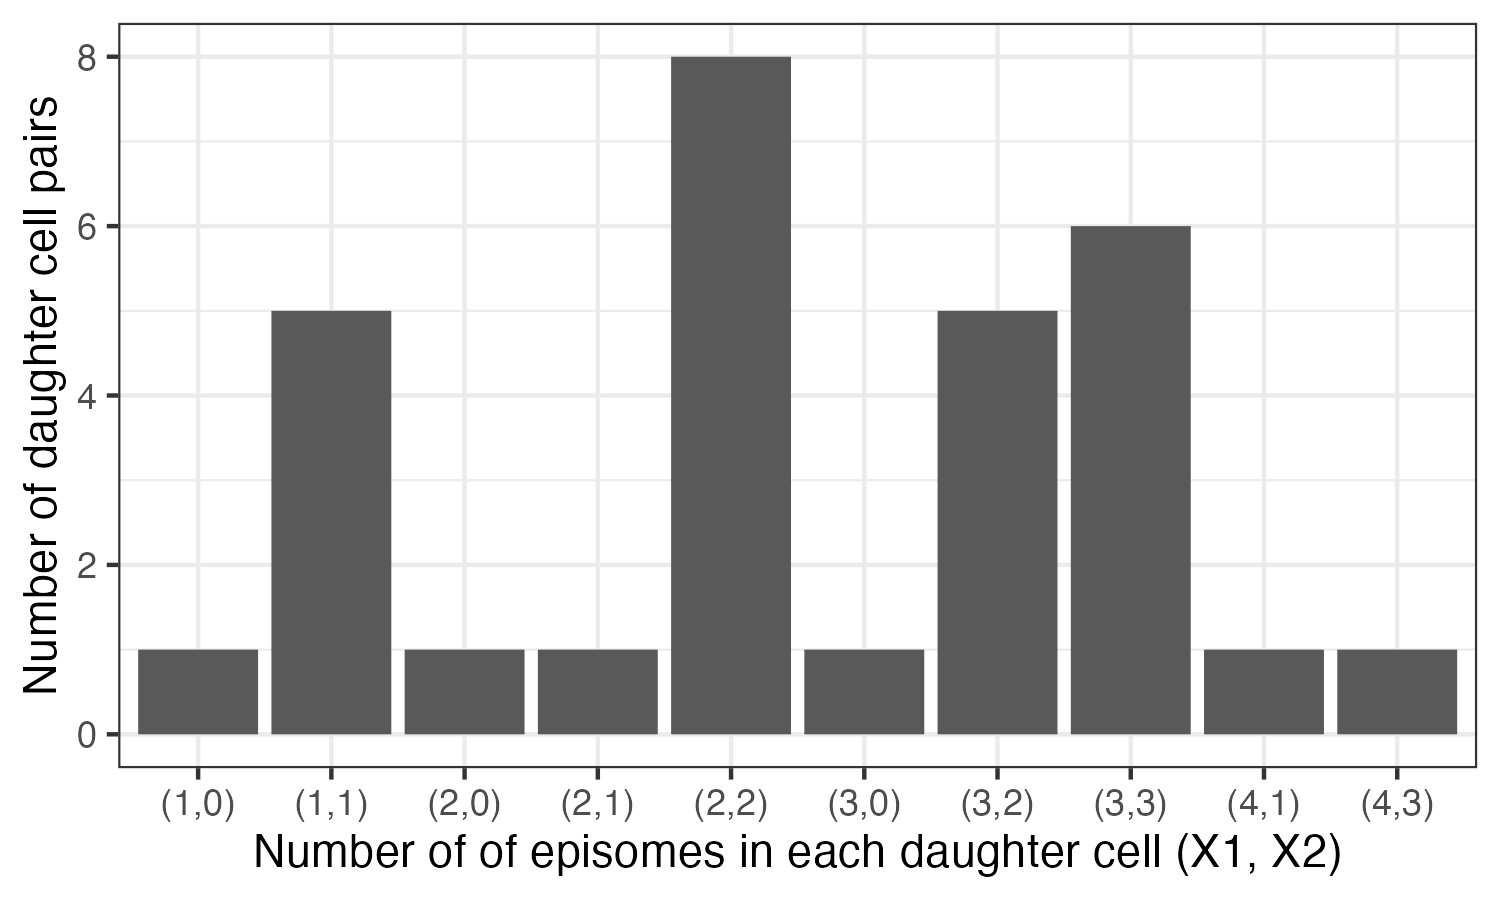 Number of daughter cell pairs
8
6
4
2
0
(1,0) (1,1) (2,0) (2,1) (2,2) (3,0) (3,2) (3,3) (4,1) (4,3)
Number of of episomes in each daughter cell (X1, X2)